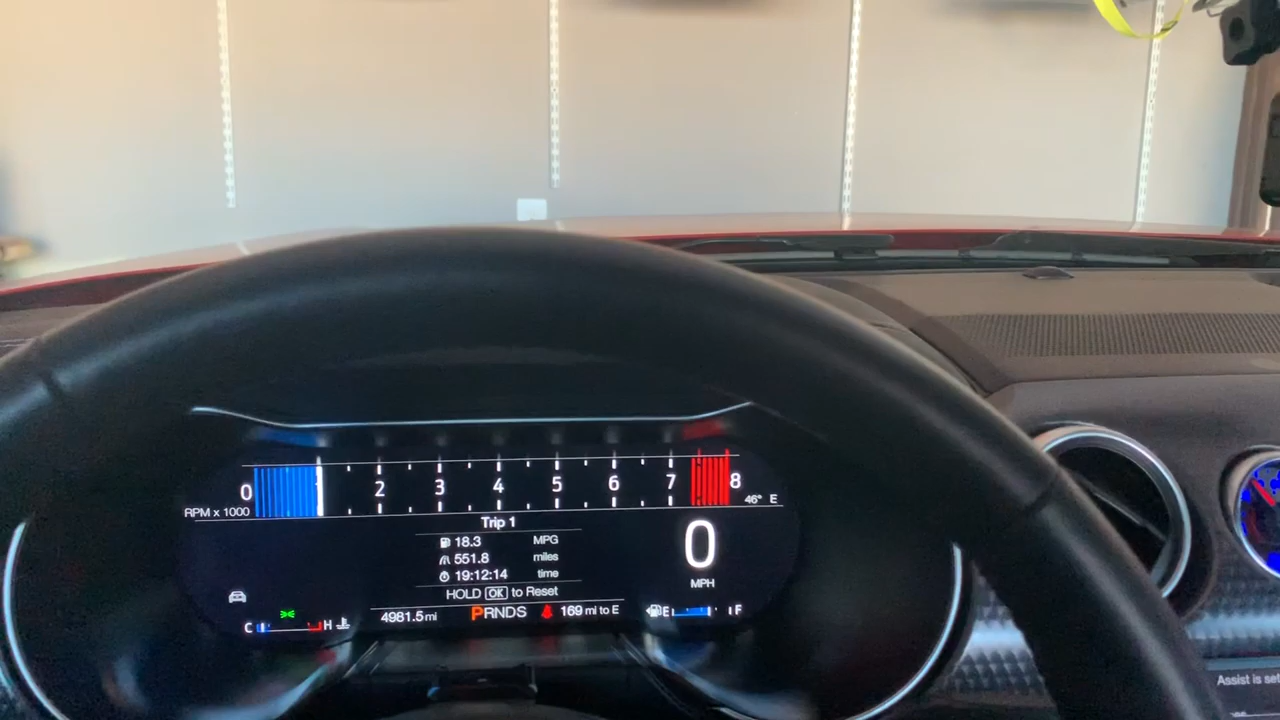 0 2 3 4 5 6 7 8
RPM x 1000
46° E
Trip 1
18.3 MPG
551.8 miles
19:12:14 time
0
MPH
HOLD OK to Reset
C H
4981.5 mi
PRNDS
169 mi to E
E F
Assist is set